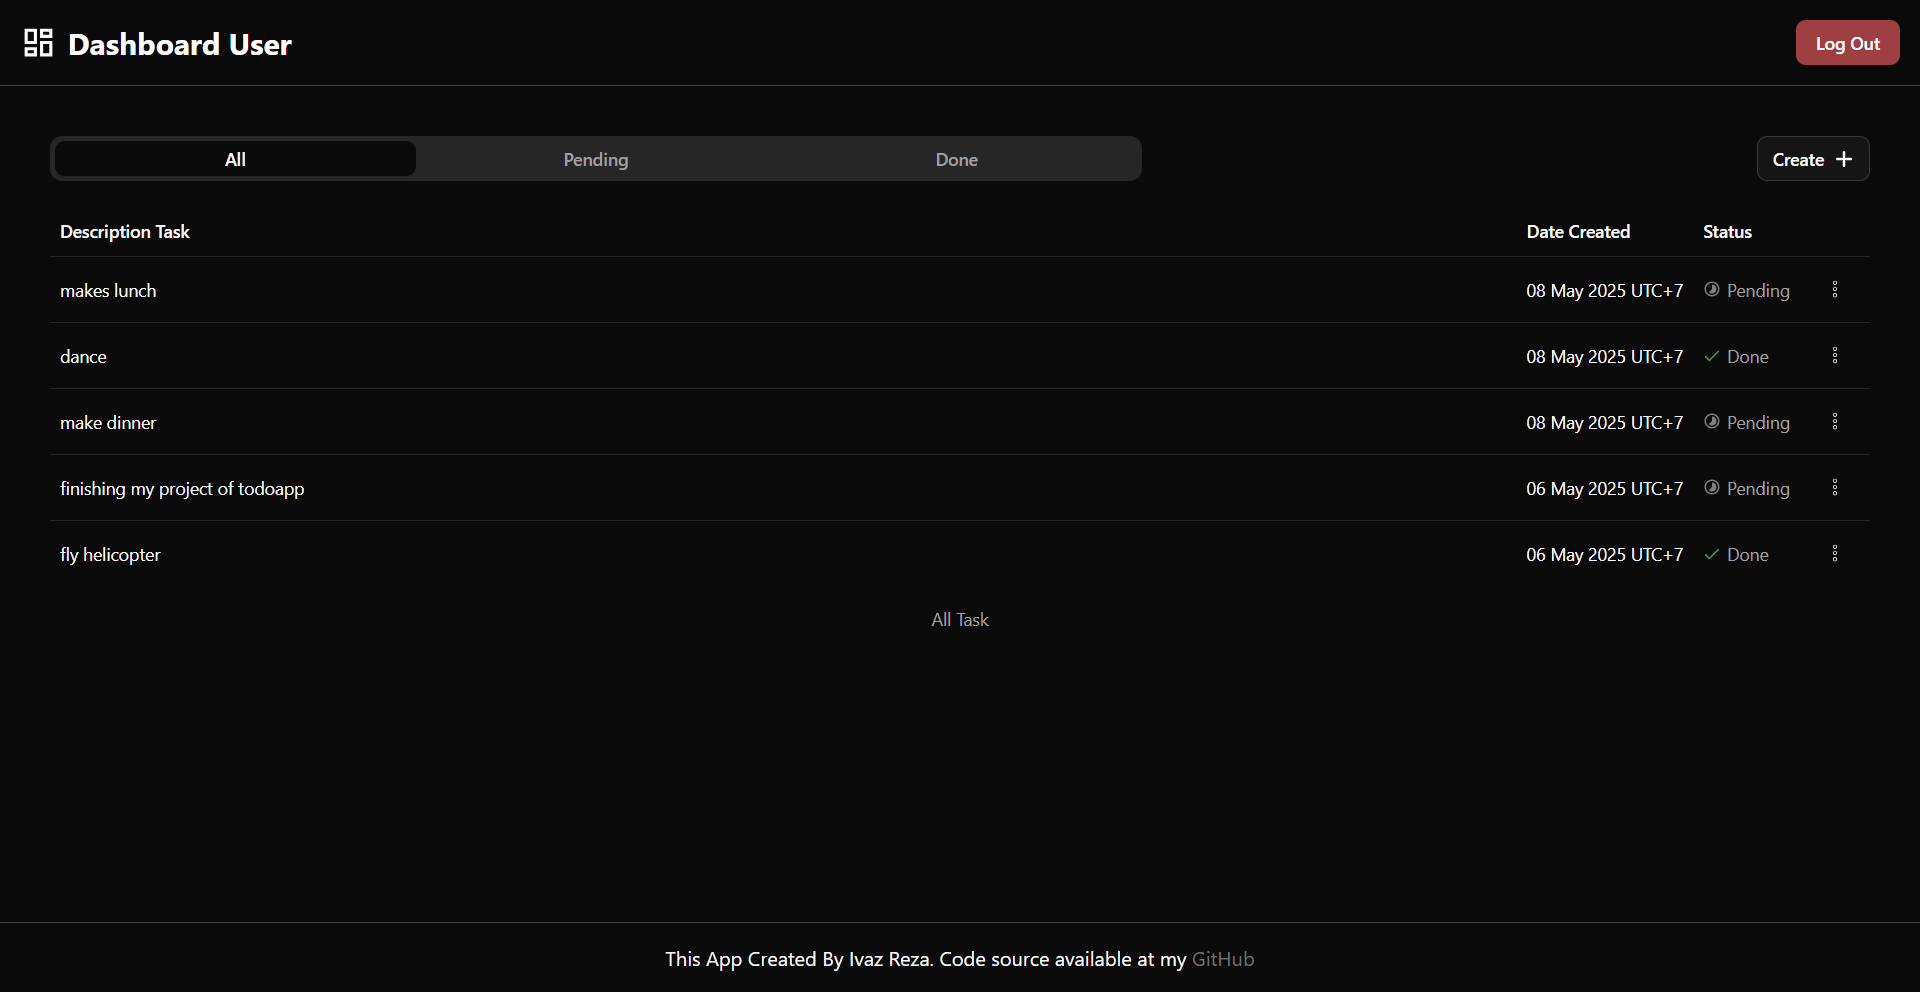 Dashboard User
Log Out
All Pending Done
Create
Description Task Date Created Status
makes lunch 08 May 2025 UTC+7 Pending
dance 08 May 2025 UTC+7 Done
make dinner 08 May 2025 UTC+7 Pending
finishing my project of todoapp 06 May 2025 UTC+7 Pending
fly helicopter 06 May 2025 UTC+7 Done
All Task
This App Created By Ivaz Reza. Code source available at my GitHub